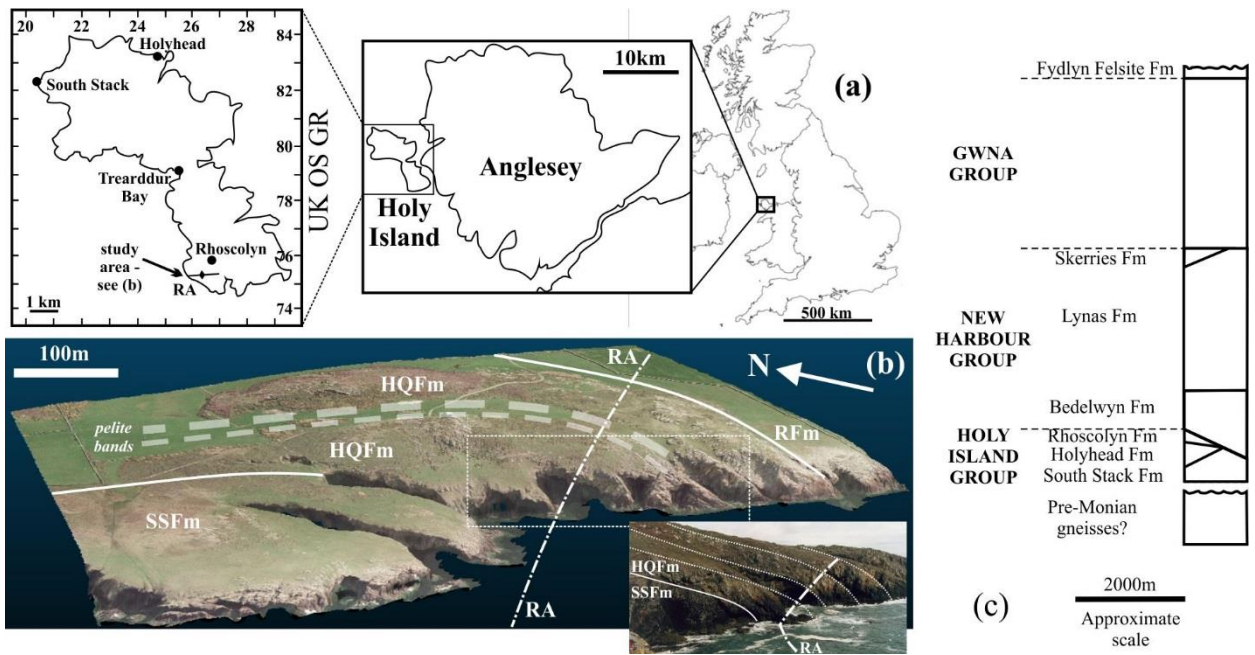 20 22 24 26 28
84
82
80
79
78
76
74
Holyhead
South Stack
Trearddur
Bay
Rhoscolyn
study
area -
see (b)
RA
1 km
UK OS GR
10km
Anglesey
Holy
Island
(a)
500 km
100m
RA
N
(b)
HQFm
pelite
bands
HQFm
RFm
SSFm
RA
HQFm
SSFm
RA
Fydlyn Felsite Fm
GWNA
GROUP
Skerries Fm
NEW
HARBOUR
GROUP
Lynas Fm
Bedelwyn Fm
HOLY
ISLAND
GROUP
Rhoscolyn Fm
Holyhead Fm
South Stack Fm
Pre-Monian
gneisses?
(c)
2000m
Approximate
scale